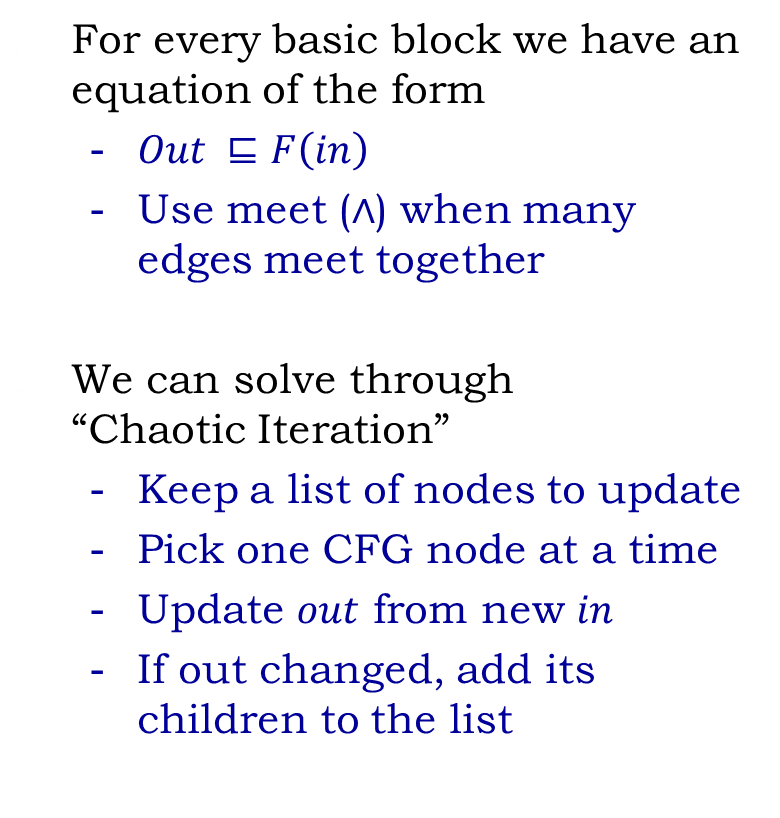 For every basic block we have an
equation of the form
- Out ⊑ F(in)
- Use meet (∧) when many
edges meet together
We can solve through
“Chaotic Iteration”
- Keep a list of nodes to update
- Pick one CFG node at a time
- Update out from new in
- If out changed, add its
children to the list